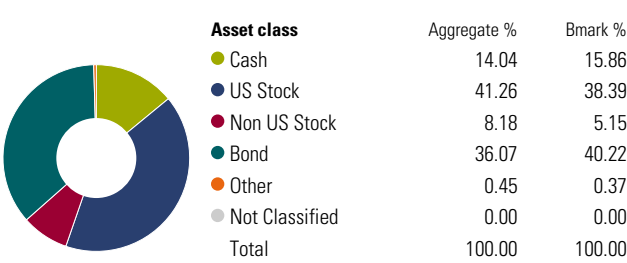 Asset class Aggregate % Bmark %
Cash 14.04 15.86
US Stock 41.26 38.39
Non US Stock 8.18 5.15
Bond 36.07 40.22
Other 0.45 0.37
Not Classified 0.00 0.00
Total 100.00 100.00